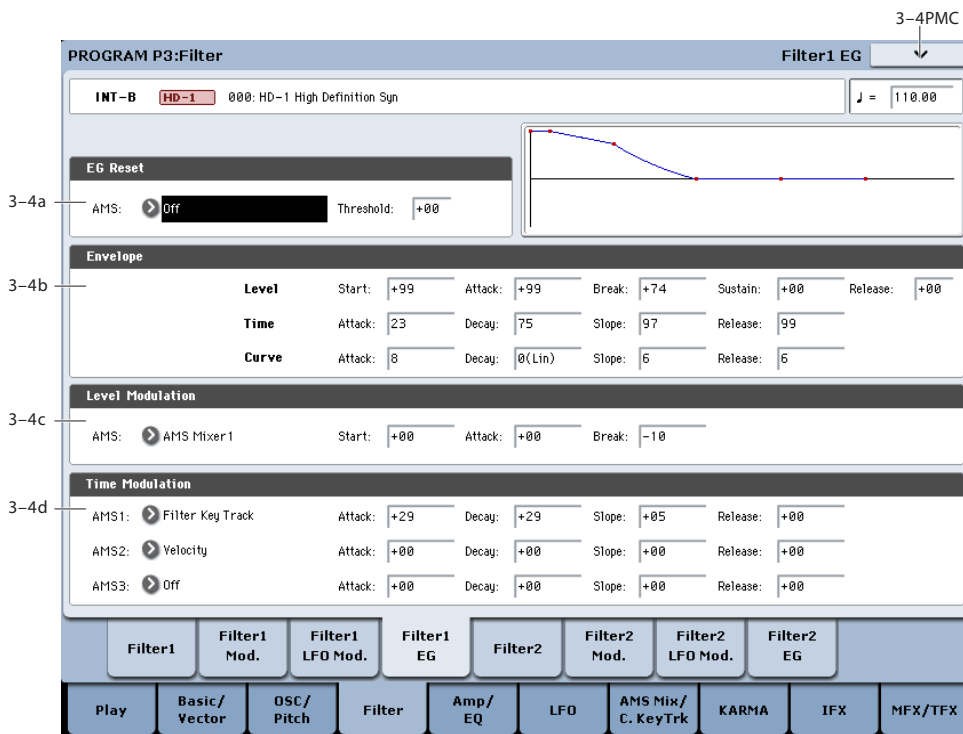 3–4PMC
PROGRAM P3:Filter Filter1 EG
INT-B HD-1 000: HD-1 High Definition Syn ♩ = 110.00
EG Reset
3–4a AMS: Off Threshold: +00
Envelope
3–4b Level Start: +99 Attack: +99 Break: +74 Sustain: +00 Release: +00
Time Attack: 23 Decay: 75 Slope: 97 Release: 99
Curve Attack: 8 Decay: 0(Lin) Slope: 6 Release: 6
Level Modulation
3–4c AMS: AMS Mixer1 Start: +00 Attack: +00 Break: -10
Time Modulation
3–4d AMS1: Filter Key Track Attack: +29 Decay: +29 Slope: +05 Release: +00
AMS2: Velocity Attack: +00 Decay: +00 Slope: +00 Release: +00
AMS3: Off Attack: +00 Decay: +00 Slope: +00 Release: +00
Filter1 Filter1 Mod. Filter1 LFO Mod. Filter1 EG Filter2 Filter2 Mod. Filter2 LFO Mod. Filter2 EG
Play Basic/ Vector OSC/ Pitch Filter Amp/ EQ LFO AMS Mix/ C. KeyTrk KARMA IFX MFX/TFX